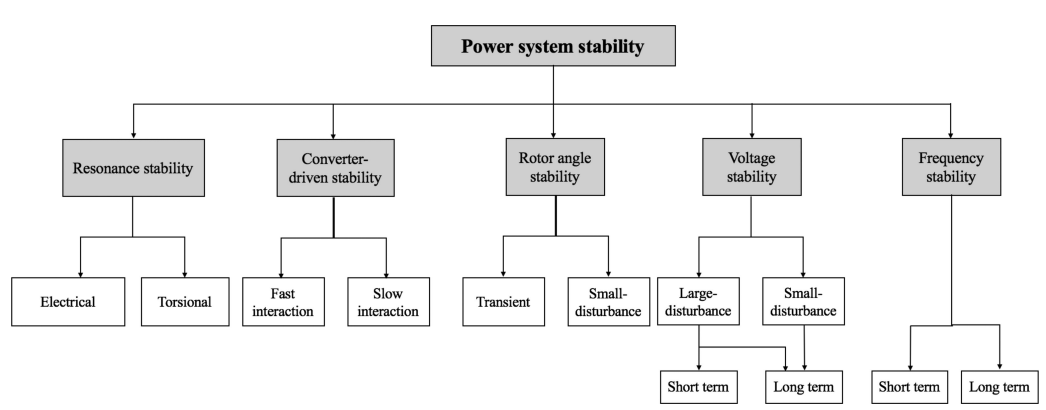 Power system stability
Resonance stability
Converter-
driven stability
Rotor angle
stability
Voltage
stability
Frequency
stability
Electrical
Torsional
Fast
interaction
Slow
interaction
Transient
Small-
disturbance
Large-
disturbance
Small-
disturbance
Short term
Long term
Short term
Long term